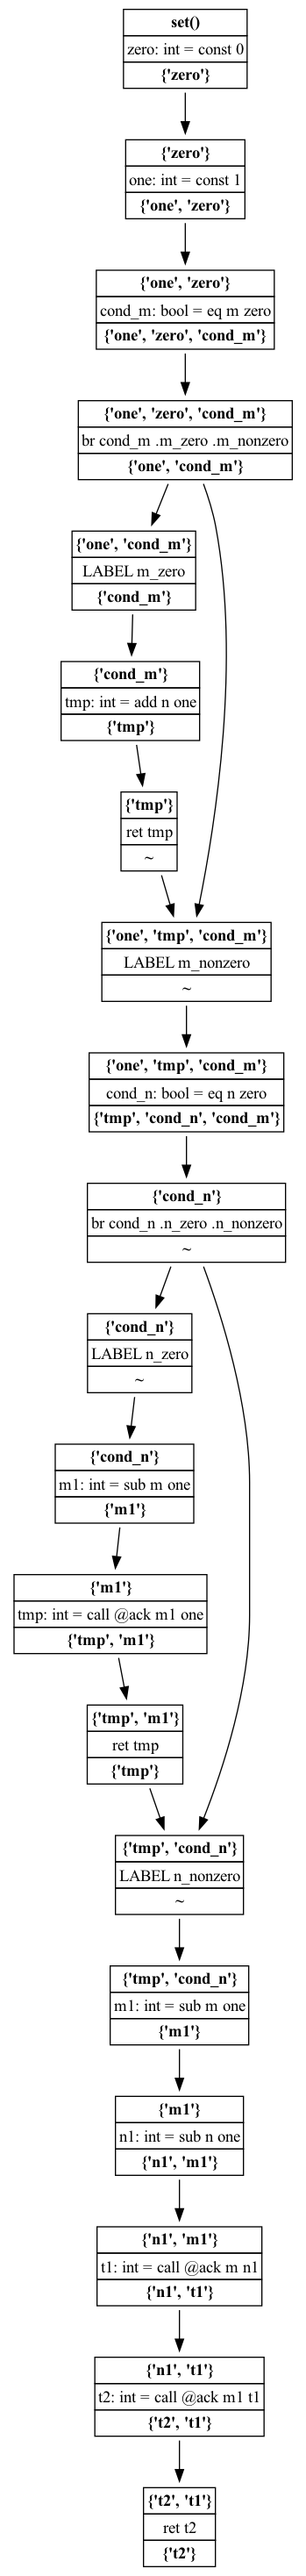 set()
zero: int = const 0
{'zero'}
{'zero'}
one: int = const 1
{'one', 'zero'}
{'one', 'zero'}
cond_m: bool = eq m zero
{'one', 'zero', 'cond_m'}
{'one', 'zero', 'cond_m'}
br cond_m .m_zero .m_nonzero
{'one', 'cond_m'}
{'one', 'cond_m'}
LABEL m_zero
{'cond_m'}
{'cond_m'}
tmp: int = add n one
{'tmp'}
{'tmp'}
ret tmp
~
{'one', 'tmp', 'cond_m'}
LABEL m_nonzero
~
{'one', 'tmp', 'cond_m'}
cond_n: bool = eq n zero
{'tmp', 'cond_n', 'cond_m'}
{'cond_n'}
br cond_n .n_zero .n_nonzero
~
{'cond_n'}
LABEL n_zero
~
{'cond_n'}
m1: int = sub m one
{'m1'}
{'m1'}
tmp: int = call @ack m1 one
{'tmp', 'm1'}
{'tmp', 'm1'}
ret tmp
{'tmp'}
{'tmp', 'cond_n'}
LABEL n_nonzero
~
{'tmp', 'cond_n'}
m1: int = sub m one
{'m1'}
{'m1'}
n1: int = sub n one
{'n1', 'm1'}
{'n1', 'm1'}
t1: int = call @ack m n1
{'n1', 't1'}
{'n1', 't1'}
t2: int = call @ack m1 t1
{'t2', 't1'}
{'t2', 't1'}
ret t2
{'t2'}